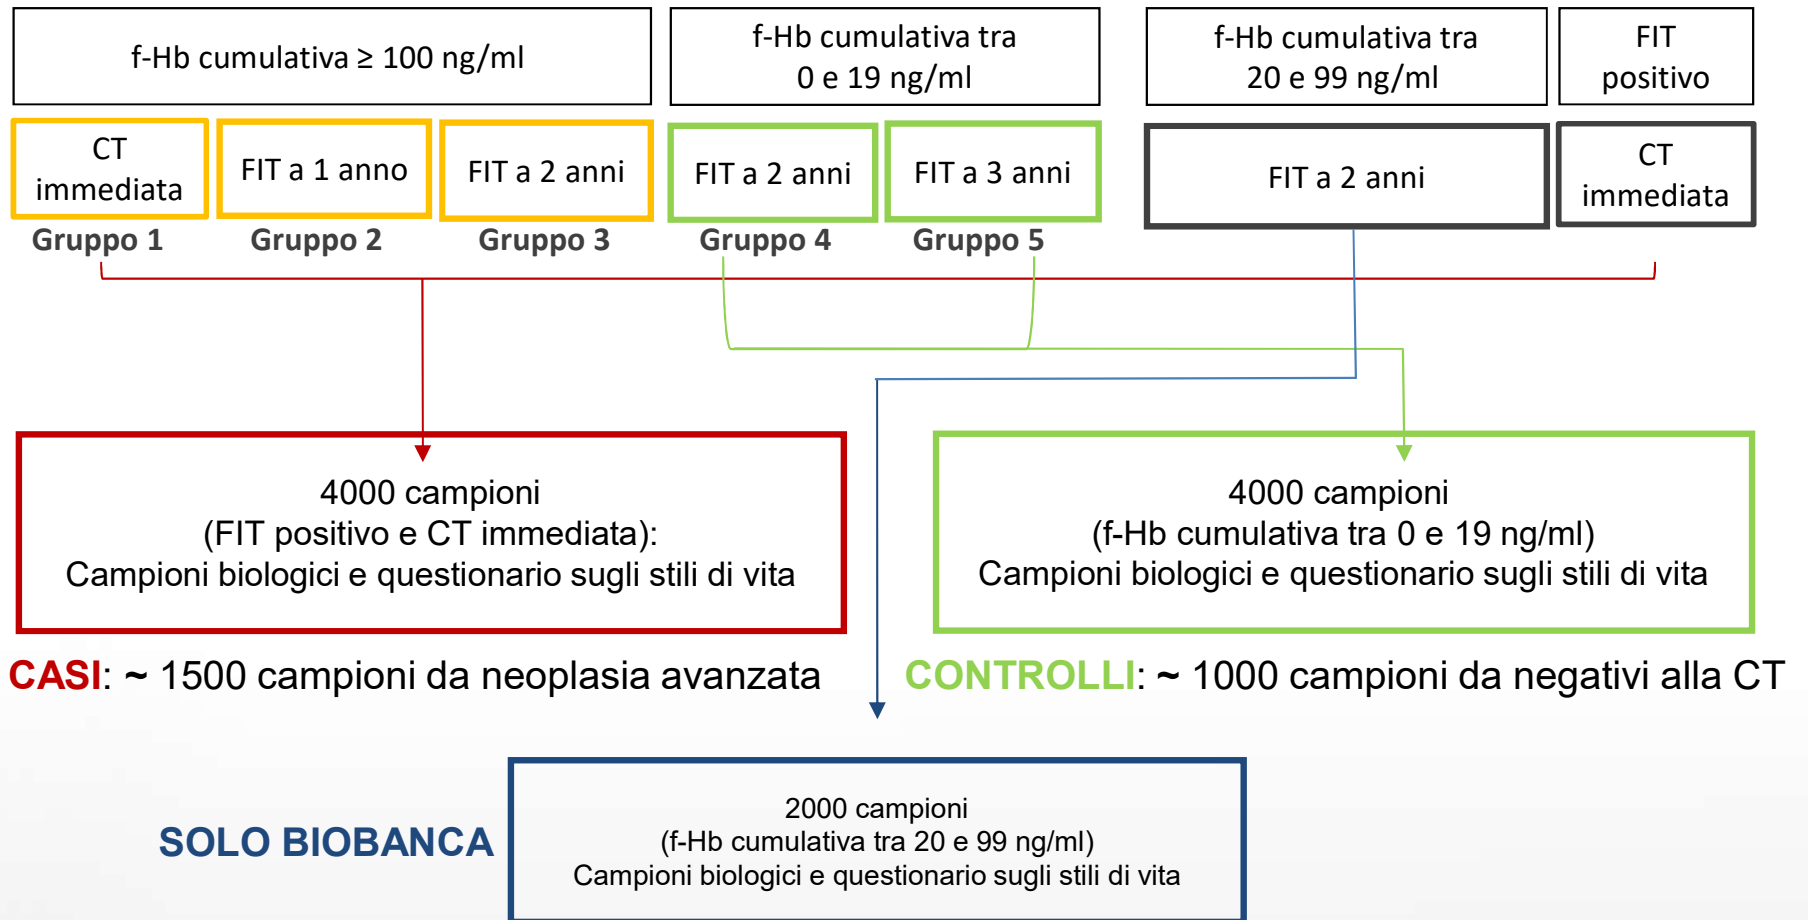 f-Hb cumulativa ≥ 100 ng/ml
f-Hb cumulativa tra
0 e 19 ng/ml
f-Hb cumulativa tra
20 e 99 ng/ml
FIT
positivo
CT
immediata
FIT a 1 anno
FIT a 2 anni
FIT a 2 anni
FIT a 3 anni
FIT a 2 anni
CT
immediata
Gruppo 1
Gruppo 2
Gruppo 3
Gruppo 4
Gruppo 5
4000 campioni
(FIT positivo e CT immediata):
Campioni biologici e questionario sugli stili di vita
4000 campioni
(f-Hb cumulativa tra 0 e 19 ng/ml)
Campioni biologici e questionario sugli stili di vita
CASI: ~ 1500 campioni da neoplasia avanzata
CONTROLLI: ~ 1000 campioni da negativi alla CT
SOLO BIOBANCA
2000 campioni
(f-Hb cumulativa tra 20 e 99 ng/ml)
Campioni biologici e questionario sugli stili di vita